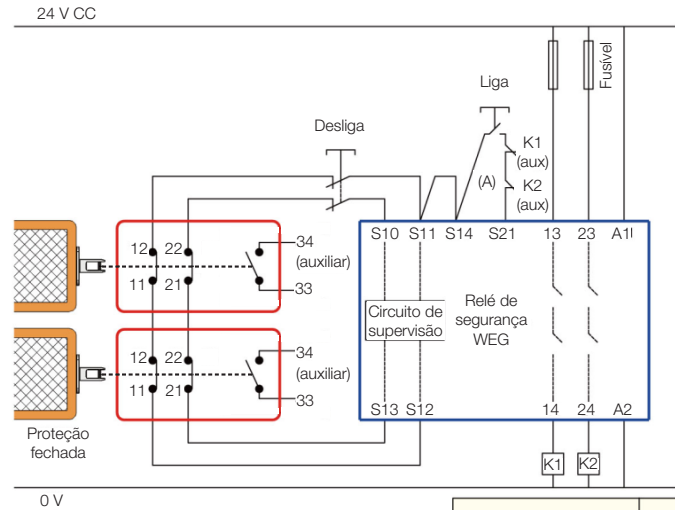 24 V CC
Fusível
Liga
Desliga
K1
(aux)
(A)
K2
(aux)
S10 S11 S14 S21 13 23 A1
12 22 34
(auxiliar)
11 21 33
Circuito de
supervisão
Relé de
segurança
WEG
12 22 34
(auxiliar)
11 21 33
S13 S12 14 24 A2
Proteção
fechada
K1 K2
0 V